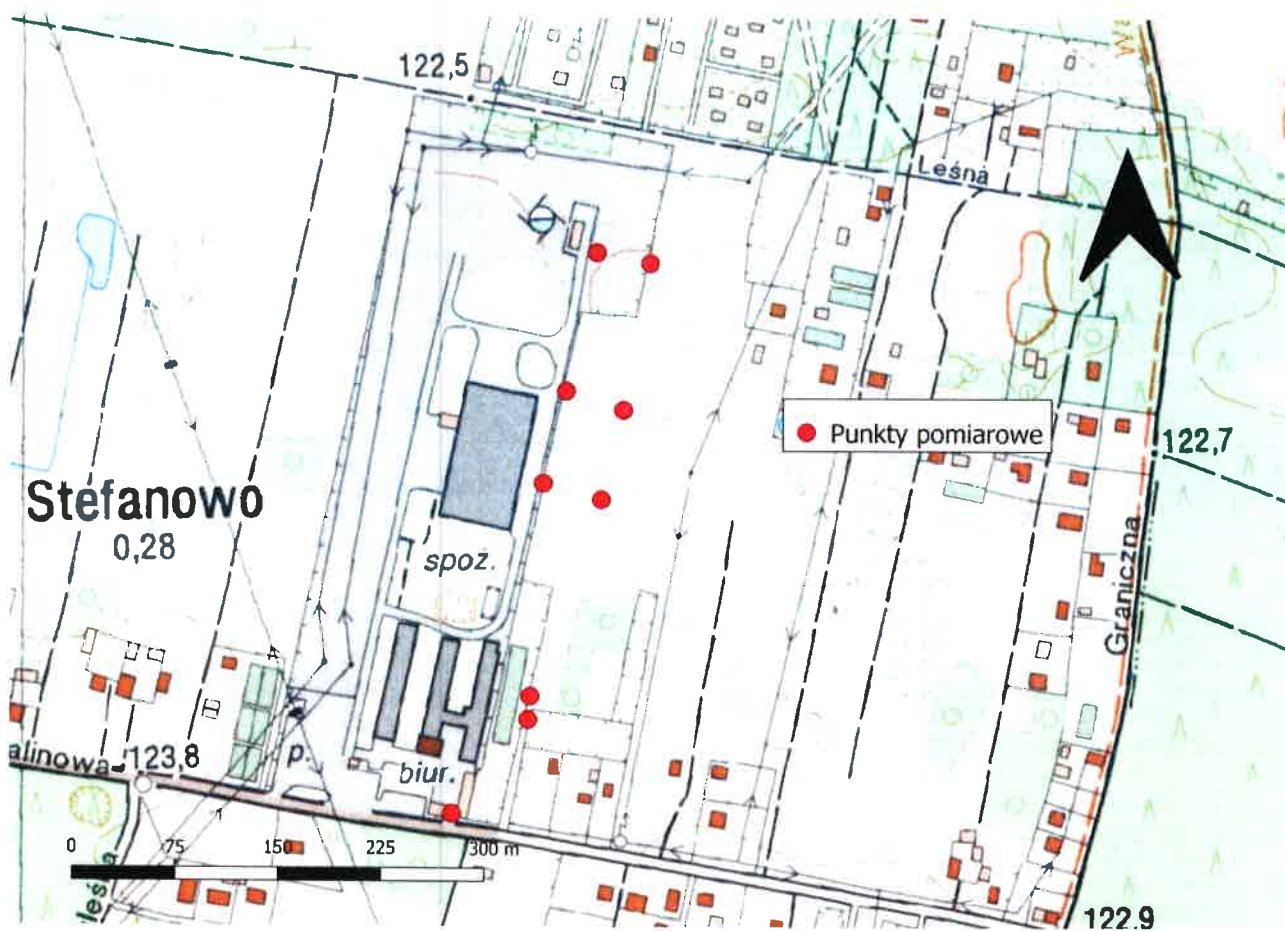 122,5
Leśna
Punkty pomiarowe
122,7
Stefanowo
0,28
spoż.
Graniczna
alinowa
123,8
p.
biur.
0 75 150 225 300 m
122,9